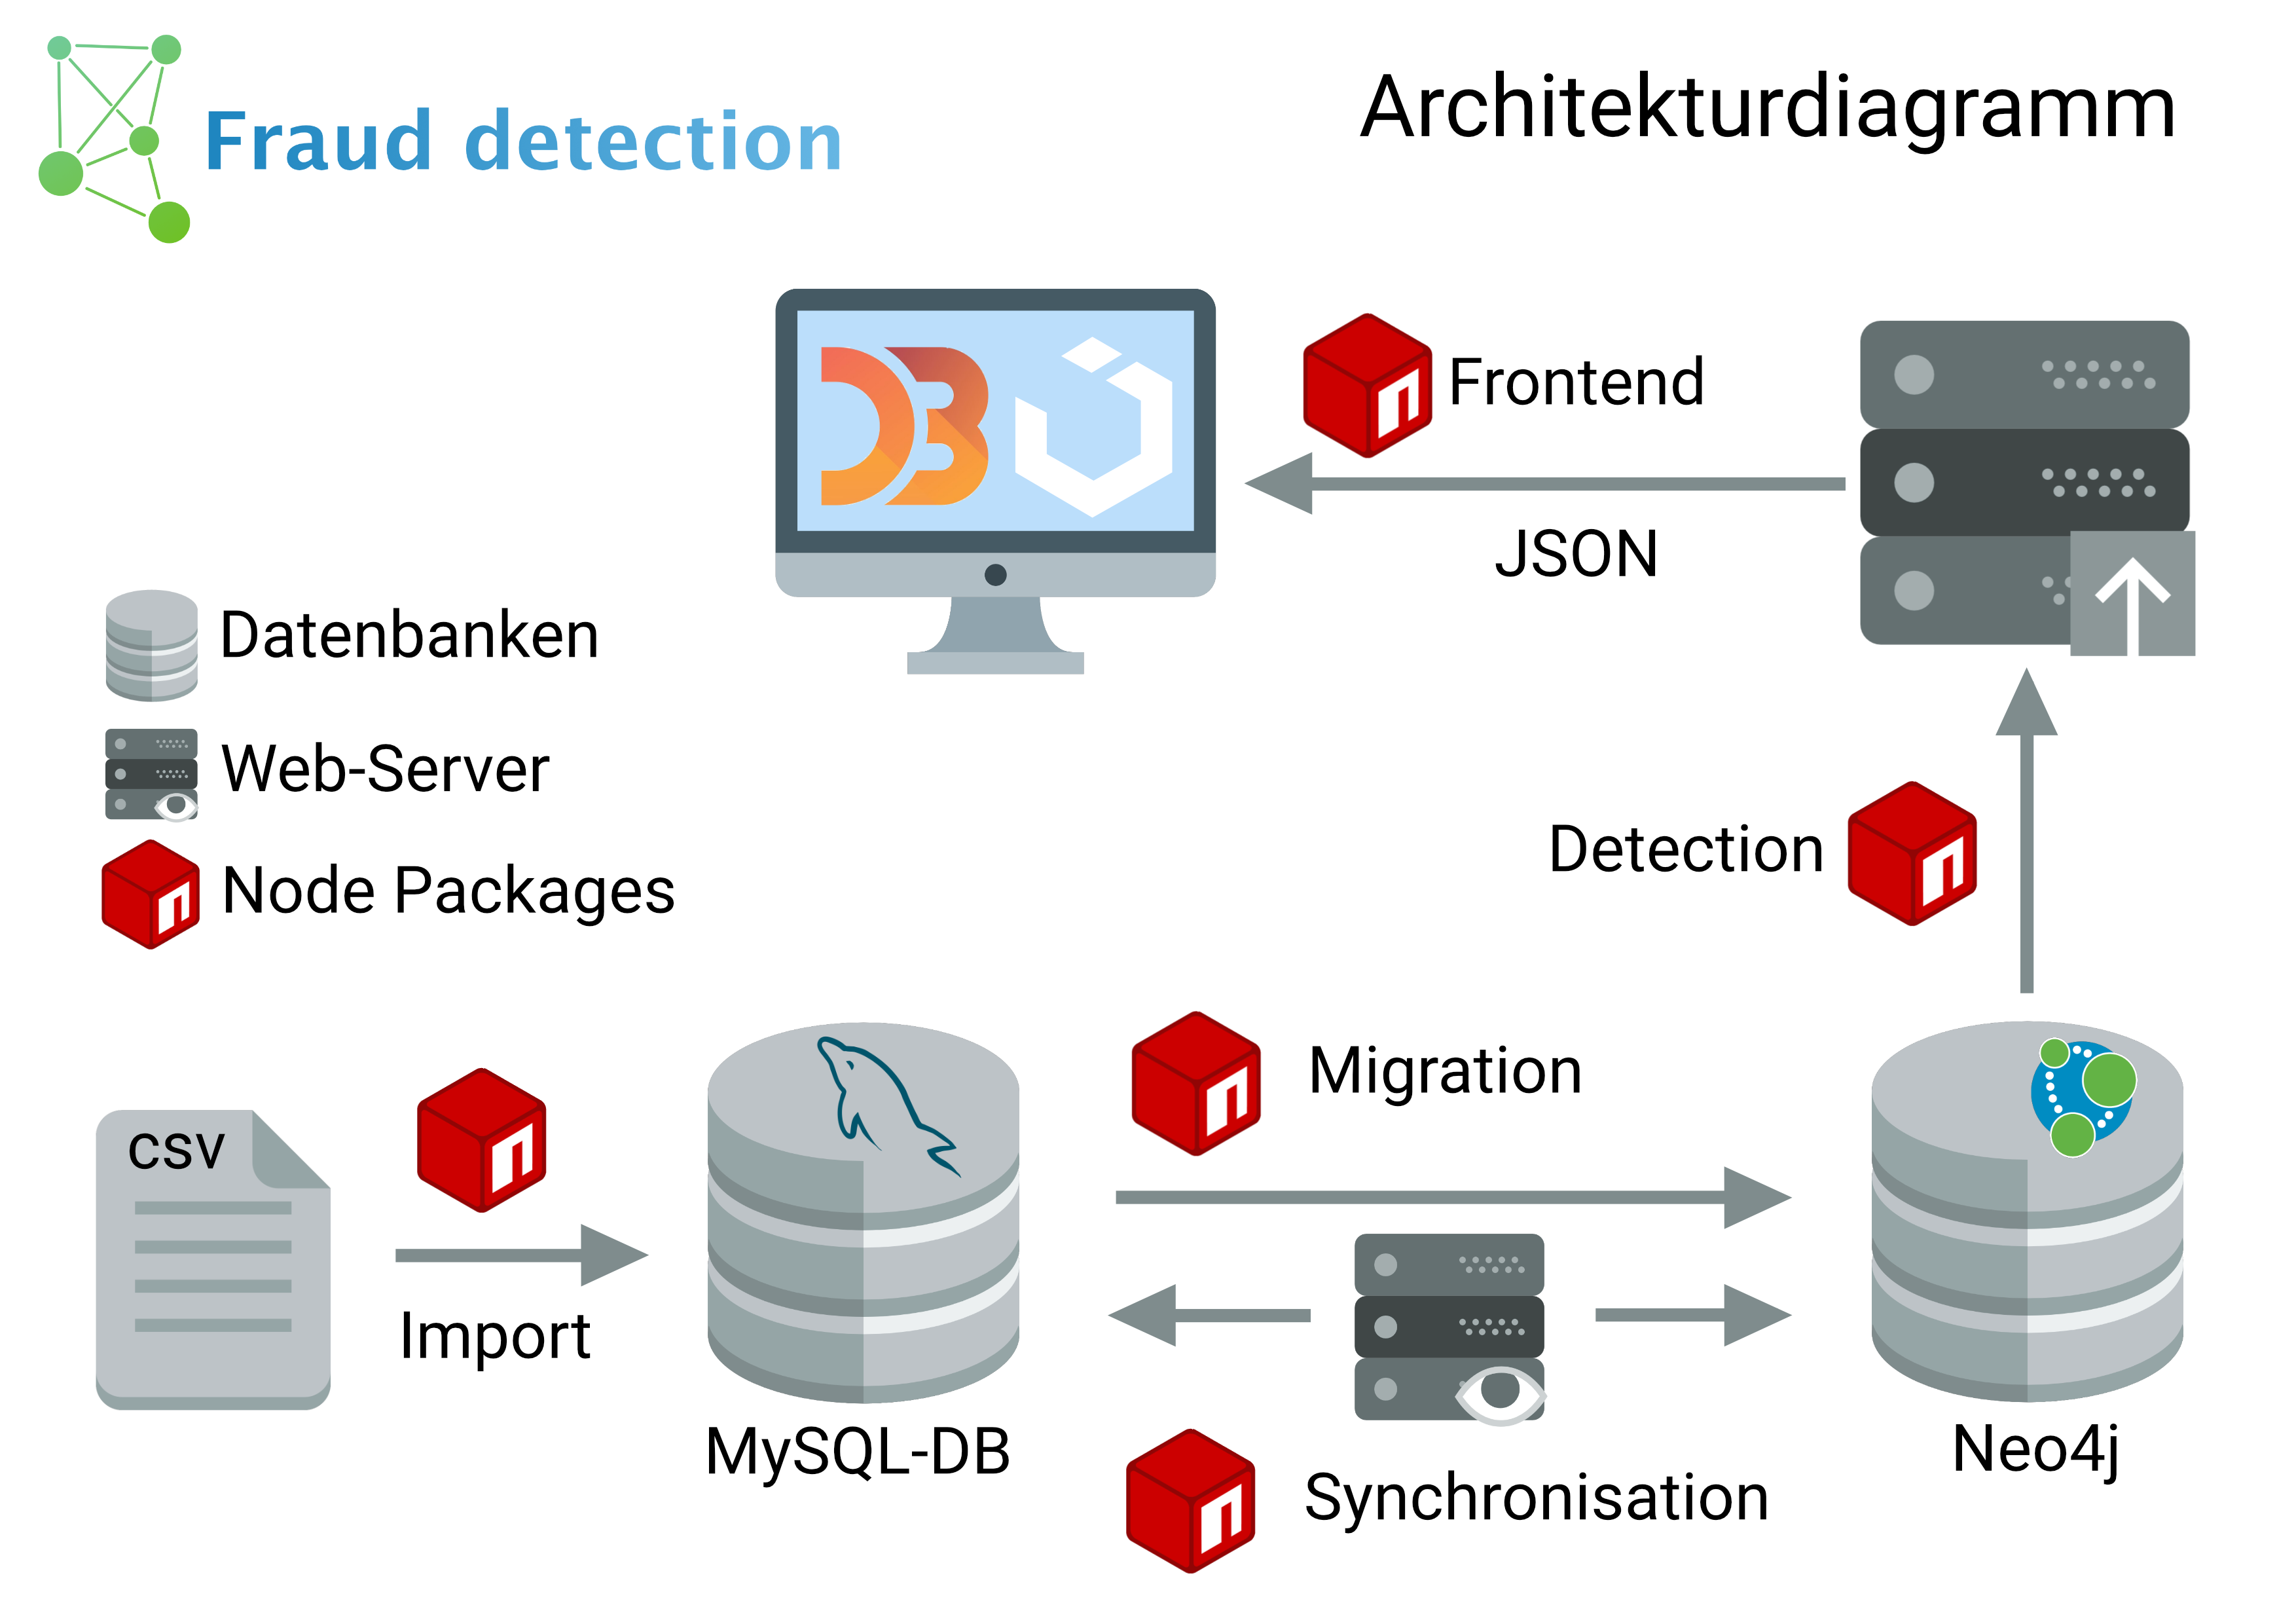 Fraud detection
Architekturdiagramm
Frontend
JSON
Datenbanken
Web-Server
Node Packages
Detection
Migration
CSV
Import
MySQL-DB
Synchronisation
Neo4j